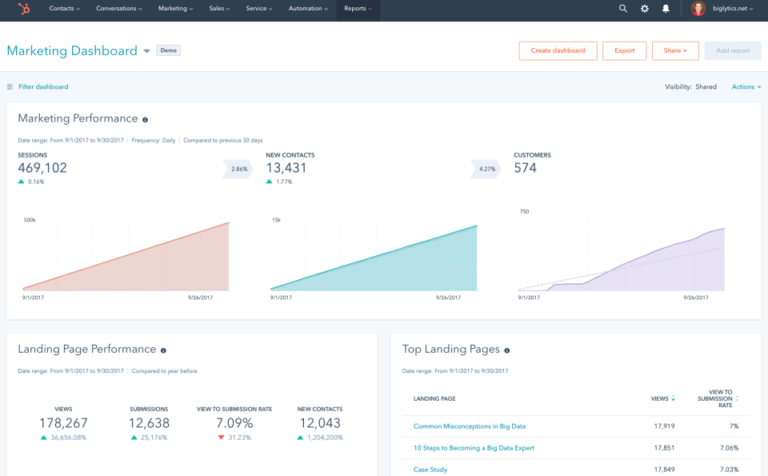 Contacts Conversations Marketing Sales Service Automation Reports biglytics.net
Marketing Dashboard Demo Create dashboard Export Share Add report
Filter dashboard Visibility: Shared Actions
Marketing Performance
Date range: From 9/1/2017 to 9/30/2017 | Frequency: Daily | Compared to previous 30 days
SESSIONS NEW CONTACTS CUSTOMERS
469,102 2.86% 13,431 4.27% 574
0.16% 1.77%
500k 15k 750
9/1/2017 9/26/2017 9/1/2017 9/26/2017 9/1/2017 9/26/2017
Landing Page Performance
Date range: From 9/1/2017 to 9/30/2017 | Compared to year before
VIEWS SUBMISSIONS VIEW TO SUBMISSION RATE NEW CONTACTS
178,267 12,638 7.09% 12,043
36,656.08% 25,176% 31.23% 1,204,200%
Top Landing Pages
Date range: From 9/1/2017 to 9/30/2017
LANDING PAGE VIEWS VIEW TO SUBMISSION RATE
Common Misconceptions in Big Data 17,919 7%
10 Steps to Becoming a Big Data Expert 17,851 7.06%
Case Study 17,849 7.03%